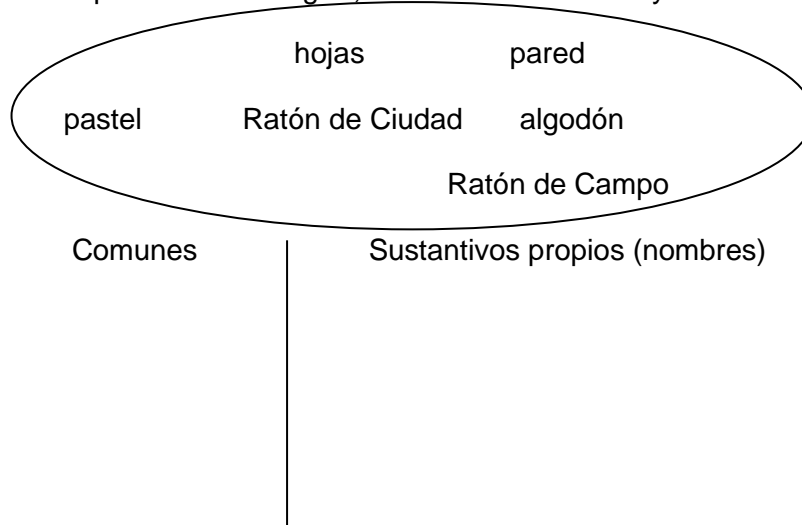 hojas pared
pastel Ratón de Ciudad algodón
Ratón de Campo
Comunes Sustantivos propios (nombres)